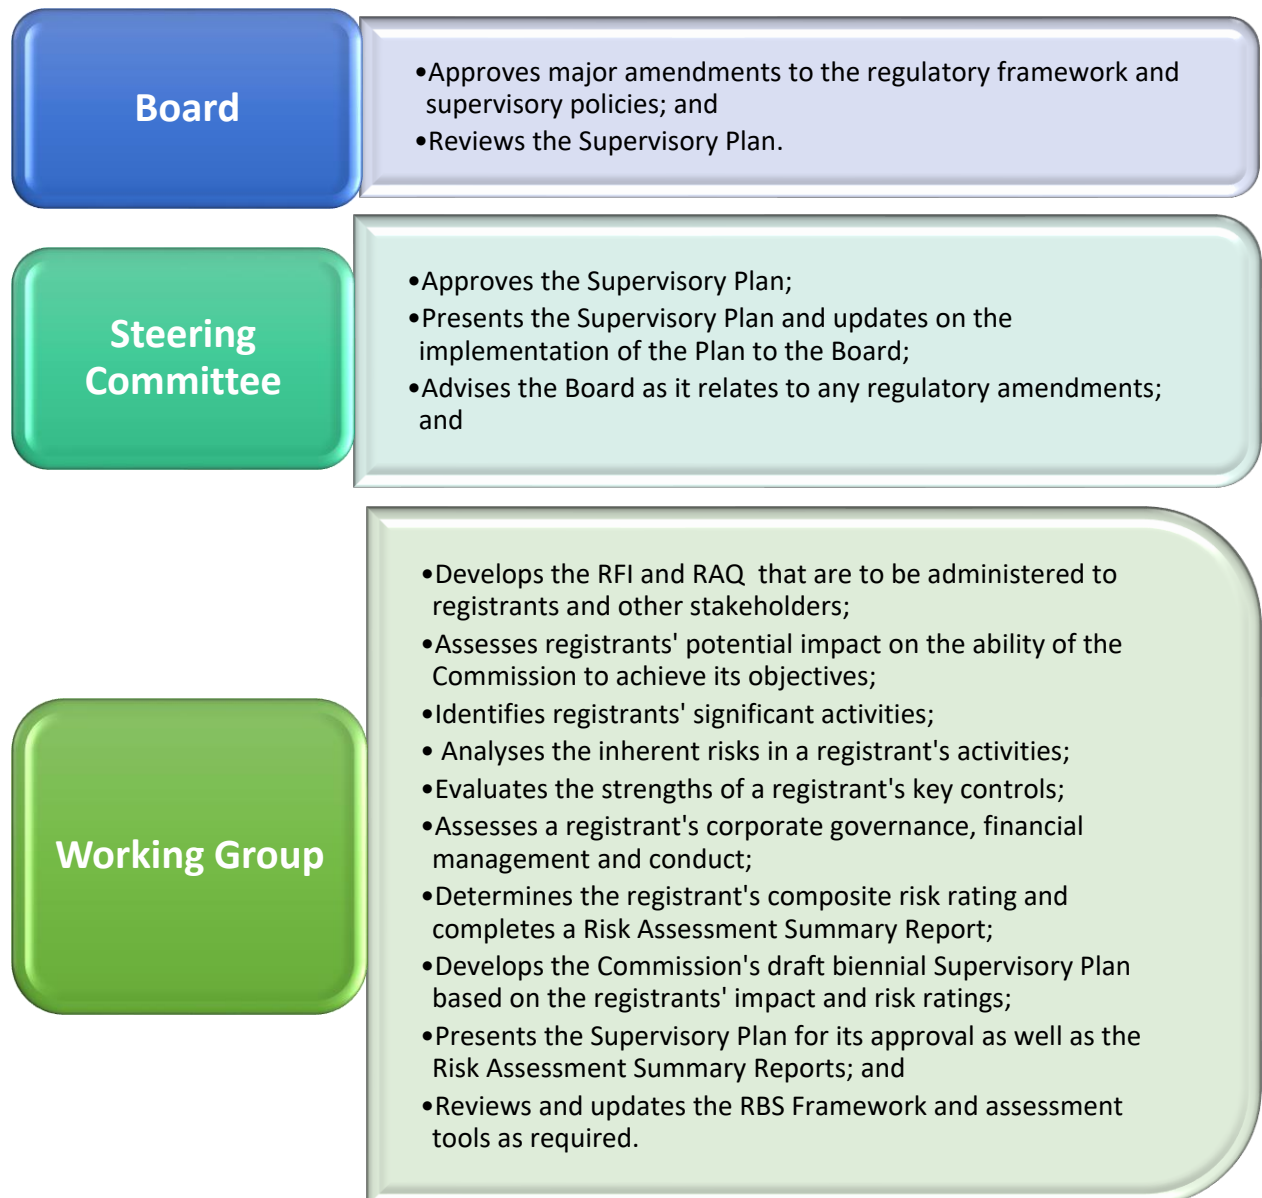 Board
•Approves major amendments to the regulatory framework and
supervisory policies; and
•Reviews the Supervisory Plan.
Steering
Committee
•Approves the Supervisory Plan;
•Presents the Supervisory Plan and updates on the
implementation of the Plan to the Board;
•Advises the Board as it relates to any regulatory amendments;
and
Working Group
•Develops the RFI and RAQ  that are to be administered to
registrants and other stakeholders;
•Assesses registrants' potential impact on the ability of the
Commission to achieve its objectives;
•Identifies registrants' significant activities;
• Analyses the inherent risks in a registrant's activities;
•Evaluates the strengths of a registrant's key controls;
•Assesses a registrant's corporate governance, financial
management and conduct;
•Determines the registrant's composite risk rating and
completes a Risk Assessment Summary Report;
•Develops the Commission's draft biennial Supervisory Plan
based on the registrants' impact and risk ratings;
•Presents the Supervisory Plan for its approval as well as the
Risk Assessment Summary Reports; and
•Reviews and updates the RBS Framework and assessment
tools as required.